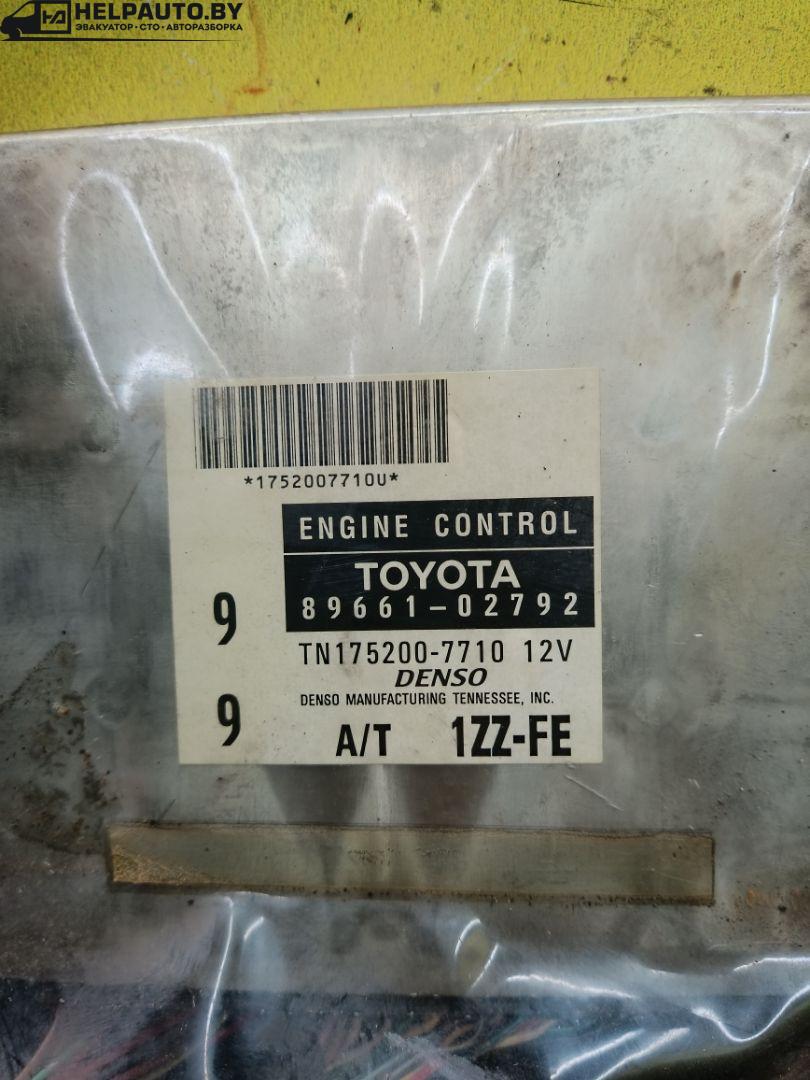 HELPAUTO.BY
ЭВАКУАТОР • СТО • АВТОРАЗБОРКА
*1752007710U*
ENGINE CONTROL
TOYOTA
89661-02792
9
TN175200-7710 12V
DENSO
DENSO MANUFACTURING TENNESSEE, INC.
9
A/T 1ZZ-FE